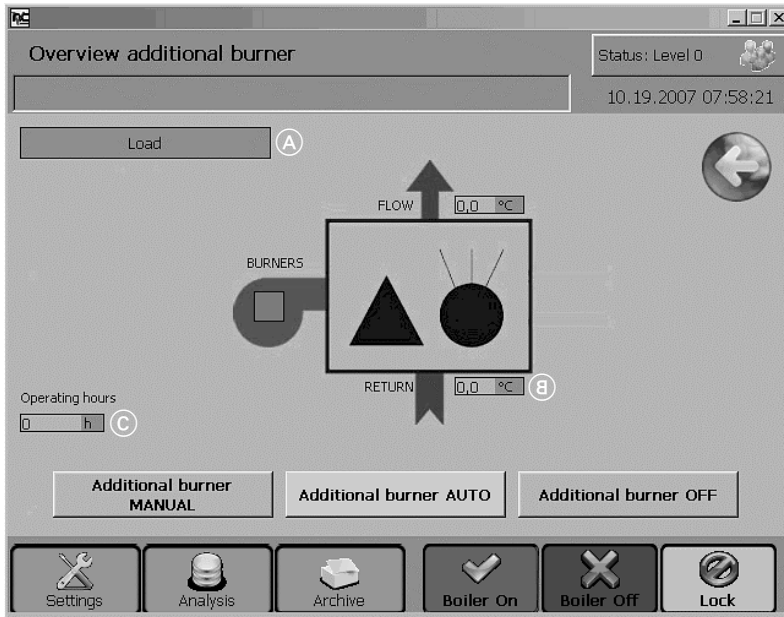 Overview additional burner
Status: Level 0
10.19.2007 07:58:21
Load
A
FLOW
0,0 °C
BURNERS
RETURN
0,0 °C
B
Operating hours
0 h
C
Additional burner
MANUAL
Additional burner AUTO
Additional burner OFF
Settings
Analysis
Archive
Boiler On
Boiler Off
Lock